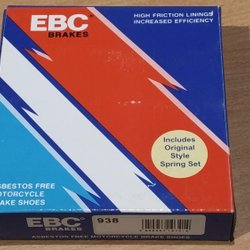 EBC
BRAKES
HIGH FRICTION LININGS
INCREASED EFFICIENCY
Includes
Original
Style
Spring Set
ASBESTOS FREE
MOTORCYCLE
BRAKE SHOES
EBC
BRAKES
938
ASBESTOS FREE MOTORCYCLE BRAKE SHOES